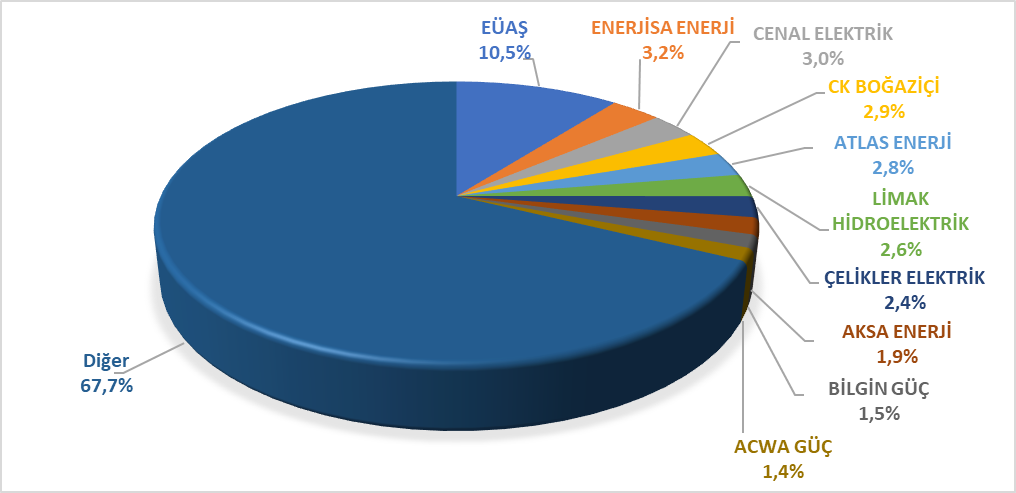 EÜAŞ
10,5%
ENERJİSA ENERJİ
3,2%
CENAL ELEKTRİK
3,0%
CK BOĞAZİÇİ
2,9%
ATLAS ENERJİ
2,8%
LİMAK
HİDROELEKTRİK
2,6%
ÇELİKLER ELEKTRİK
2,4%
AKSA ENERJİ
1,9%
BİLGİN GÜÇ
1,5%
ACWA GÜÇ
1,4%
Diğer
67,7%